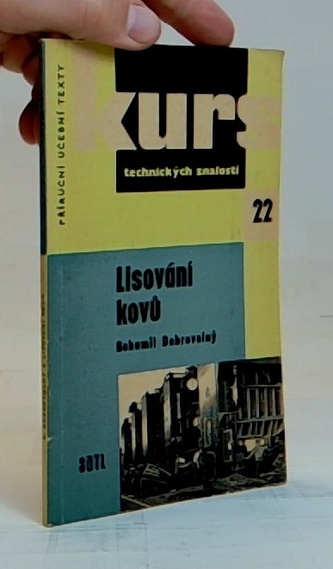 PŘÍRUČNÍ UČEBNÍ TEXTY
kurs
technických znalostí
22
Lisování
kovů
Bohumil Dobrovolný
SNTL